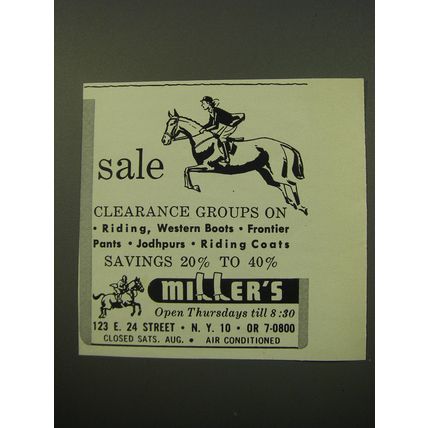 sale
CLEARANCE GROUPS ON
• Riding, Western Boots • Frontier
Pants • Jodhpurs • Riding Coats
SAVINGS 20% TO 40%
MILLER'S
Open Thursdays till 8:30
123 E. 24 STREET • N. Y. 10 • OR 7-0800
CLOSED SATS. AUG. • AIR CONDITIONED